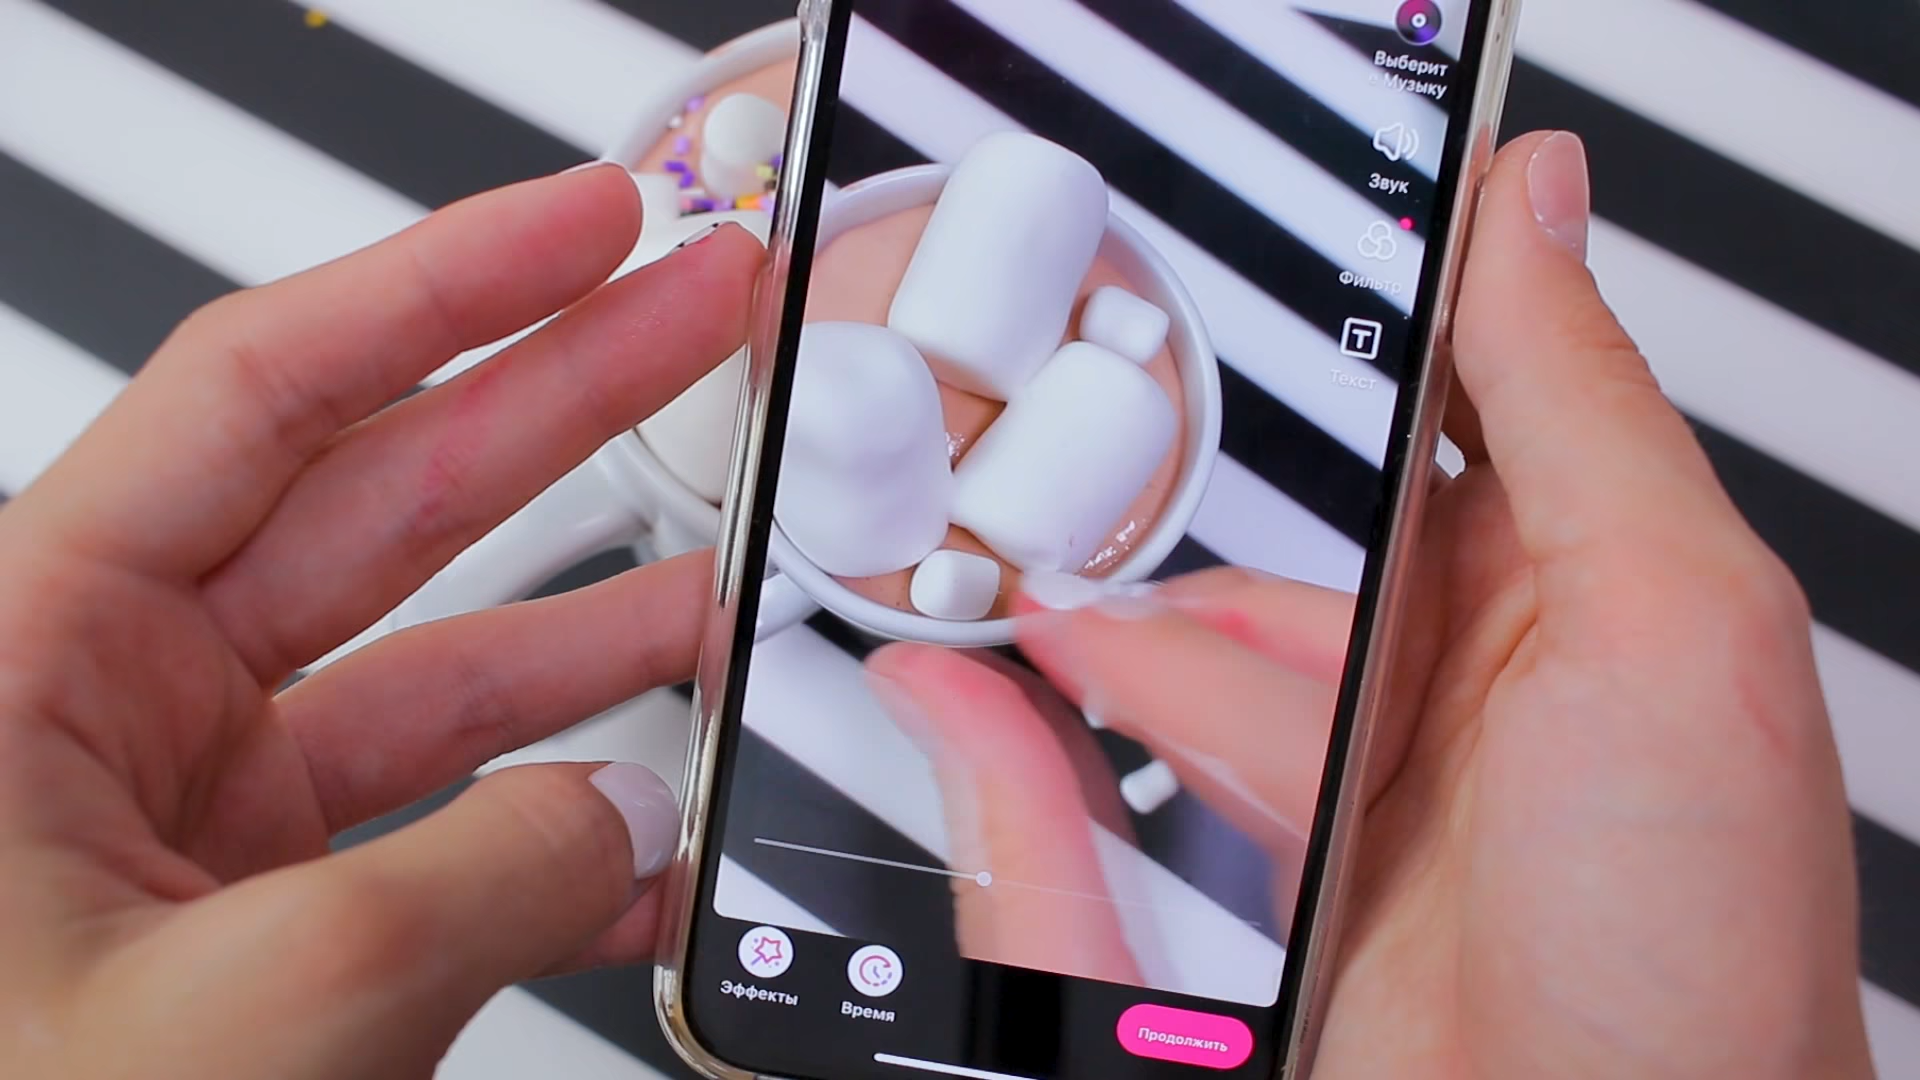 Выберит
е Музыку
Звук
Фильтр
T
Текст
Эффекты
Время
Продолжить